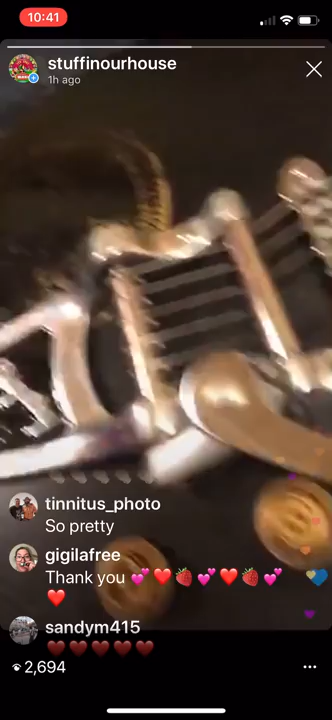 10:41
stuffinourhouse
1h ago
tinnitus_photo
So pretty
gigilafree
Thank you 💕❤️🍓💕❤️🍓💕💙
❤️
sandym415
❤️❤️❤️❤️❤️
2,694